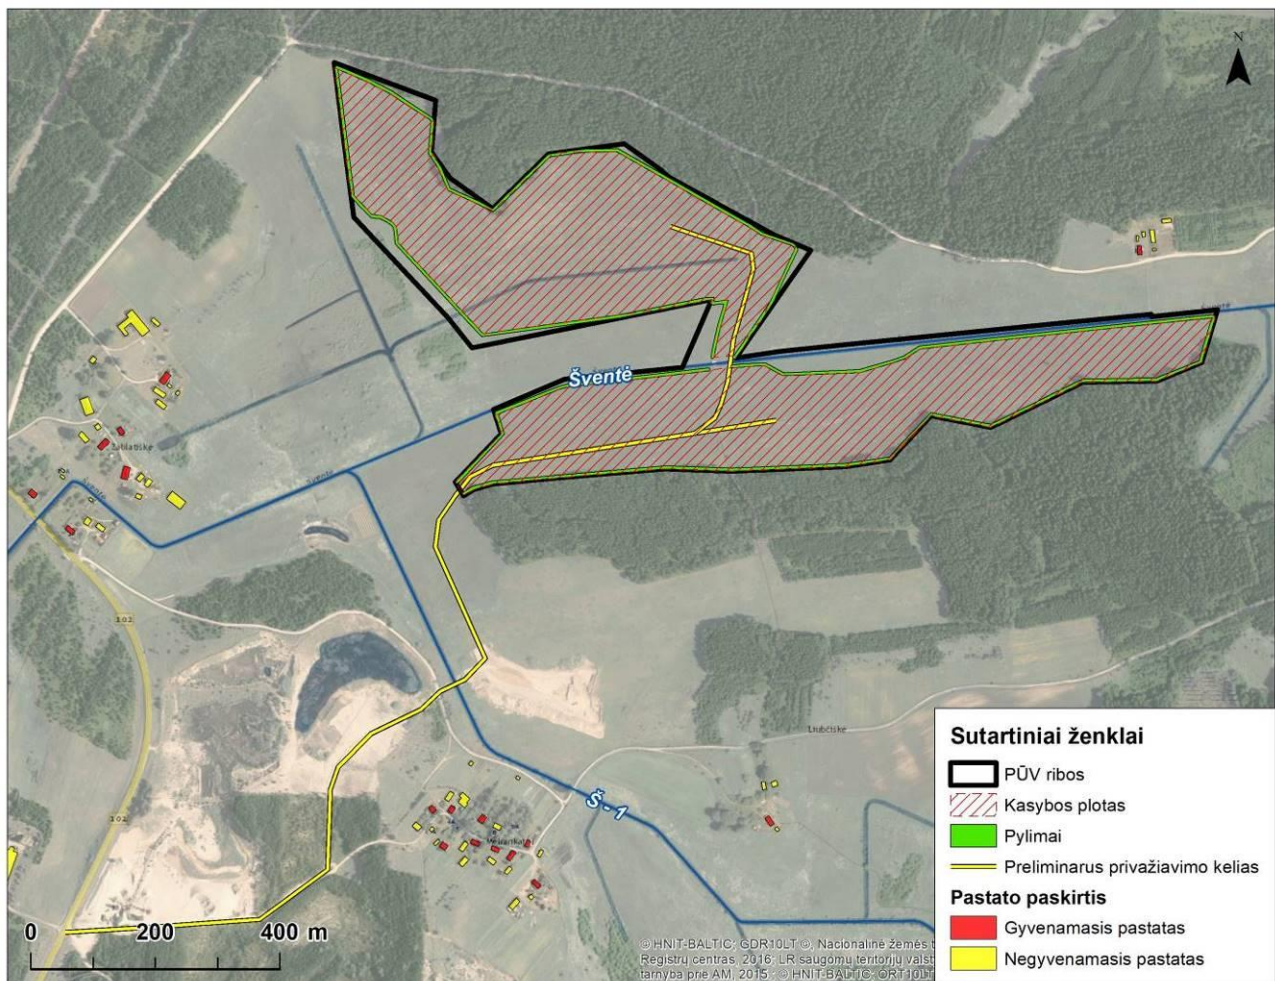 N
Šventė
Šventė
Šventė
Šventė
102
102
Š - 1
Sutartiniai ženklai
PŪV ribos
Kasybos plotas
Pylimai
Preliminarus privažiavimo kelias
Pastato paskirtis
Gyvenamasis pastatas
Negyvenamasis pastatas
0 200 400 m
© HNIT-BALTIC; GDR10LT ©, Nacionalinė žemės t
Registrų centras, 2016; LR saugomų teritorijų valst
tarnyba prie AM, 2015.; © HNIT-BALTIC; ORT10LT